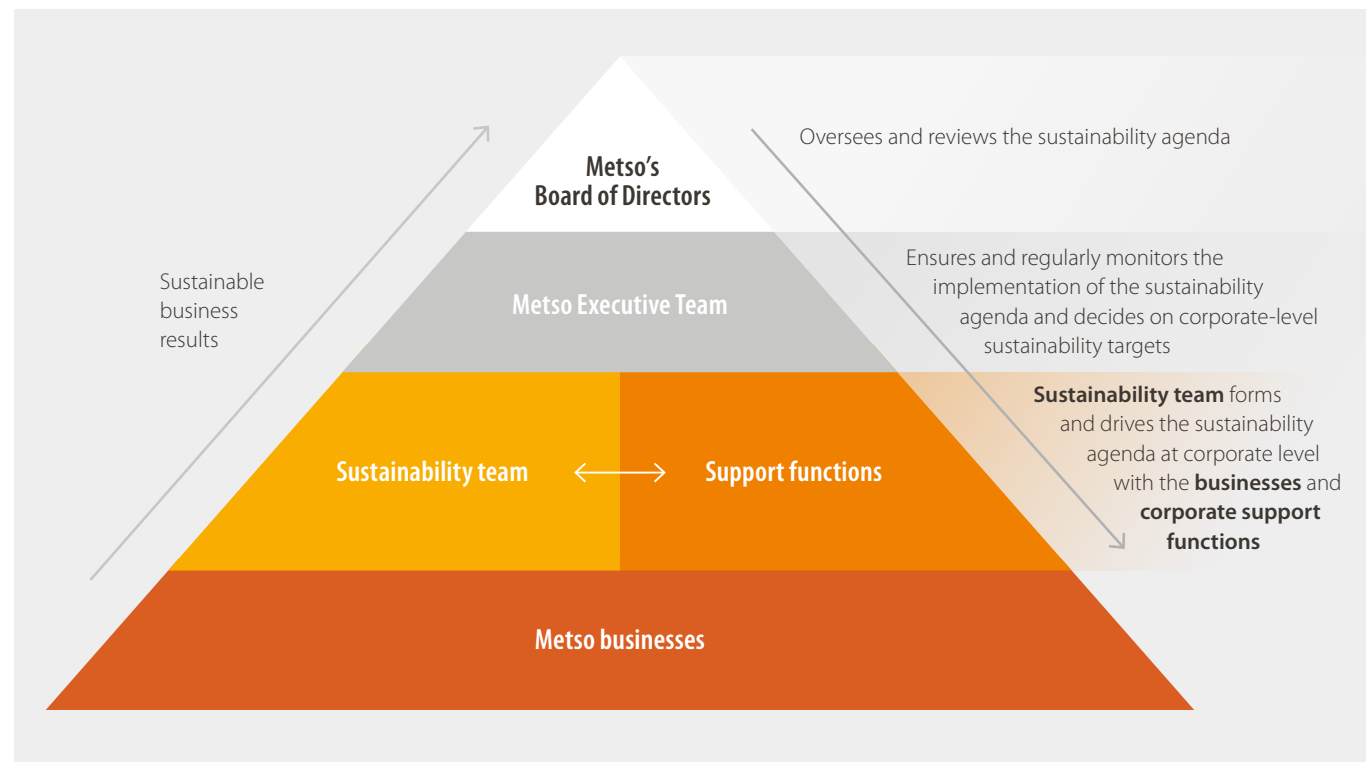 Oversees and reviews the sustainability agenda
Metso’s
Board of Directors
Sustainable
business
results
Metso Executive Team
Ensures and regularly monitors the
implementation of the sustainability
agenda and decides on corporate-level
sustainability targets
Sustainability team
Support functions
Sustainability team forms
and drives the sustainability
agenda at corporate level
with the businesses and
corporate support
functions
Metso businesses